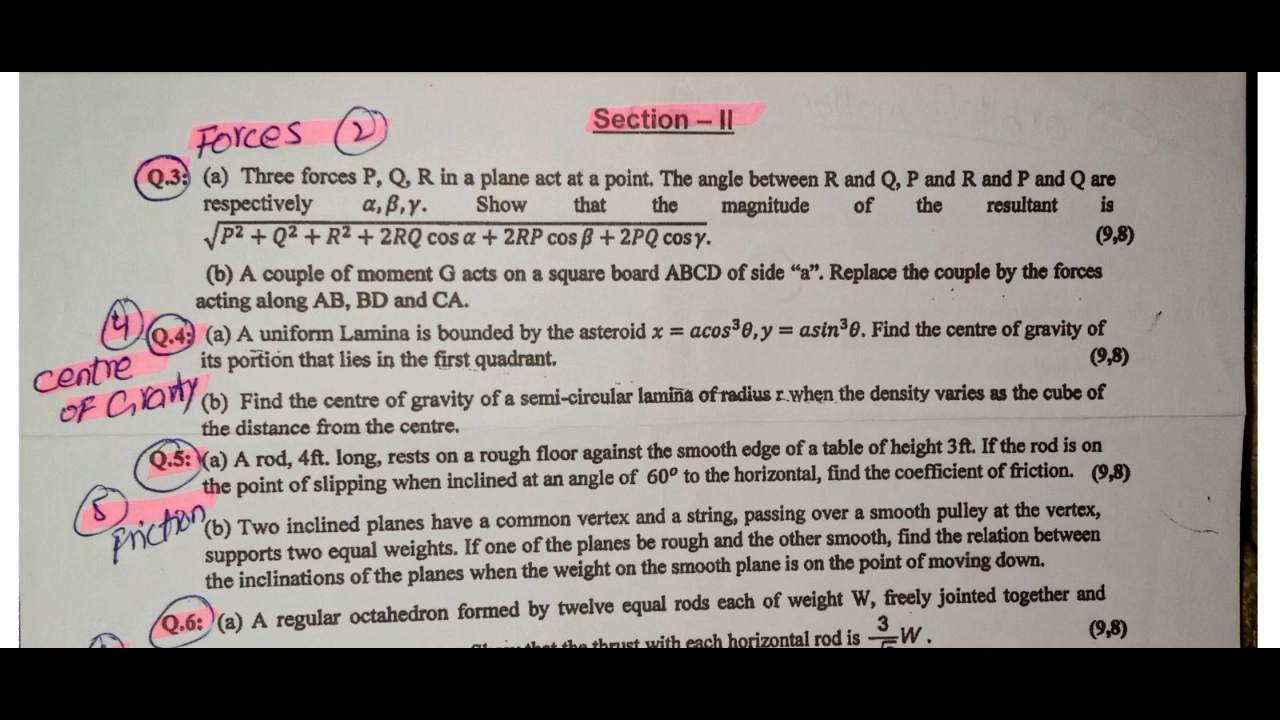 Section – II
Forces 2
Q.3: (a) Three forces P, Q, R in a plane act at a point. The angle between R and Q, P and R and P and Q are
respectively α, β, γ. Show that the magnitude of the resultant is
√P² + Q² + R² + 2RQ cos α + 2RP cos β + 2PQ cos γ. (9,8)
(b) A couple of moment G acts on a square board ABCD of side “a”. Replace the couple by the forces
acting along AB, BD and CA.
4 Q.4: (a) A uniform Lamina is bounded by the asteroid x = acos³θ, y = asin³θ. Find the centre of gravity of
its portion that lies in the first quadrant. (9,8)
centre
OF Gravity
(b) Find the centre of gravity of a semi-circular lamina of radius r when the density varies as the cube of
the distance from the centre.
Q.5: (a) A rod, 4ft. long, rests on a rough floor against the smooth edge of a table of height 3ft. If the rod is on
the point of slipping when inclined at an angle of 60º to the horizontal, find the coefficient of friction. (9,8)
5
Friction
(b) Two inclined planes have a common vertex and a string, passing over a smooth pulley at the vertex,
supports two equal weights. If one of the planes be rough and the other smooth, find the relation between
the inclinations of the planes when the weight on the smooth plane is on the point of moving down.
Q.6: (a) A regular octahedron formed by twelve equal rods each of weight W, freely jointed together and
that the thrust with each horizontal rod is 3 W. (9,8)